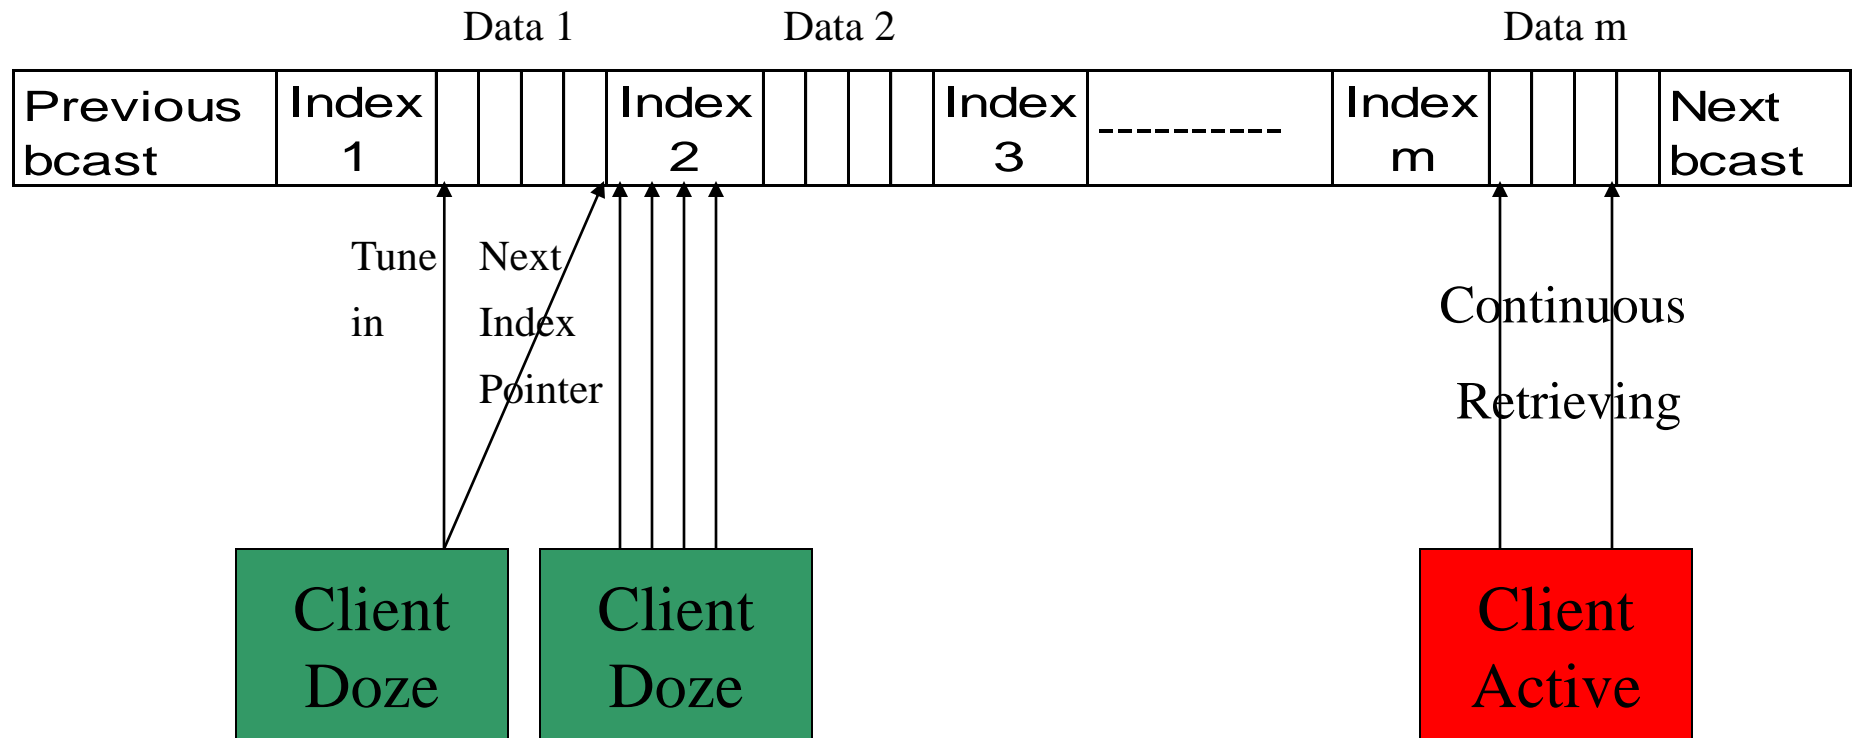 Data 1
Data 2
Data m
Previous
bcast
Index
1
Index
2
Index
3
----------
Index
m
Next
bcast
Tune
in
Next
Index
Pointer
Continuous
Retrieving
Client
Doze
Client
Doze
Client
Active